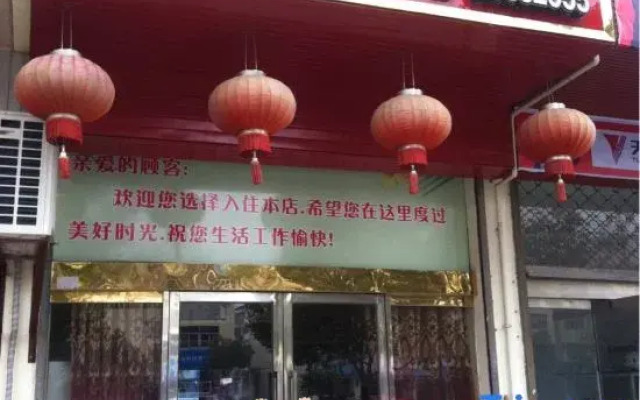 亲爱的顾客:
欢迎您选择入住本店.希望您在这里度过
美好时光.祝您生活工作愉快!